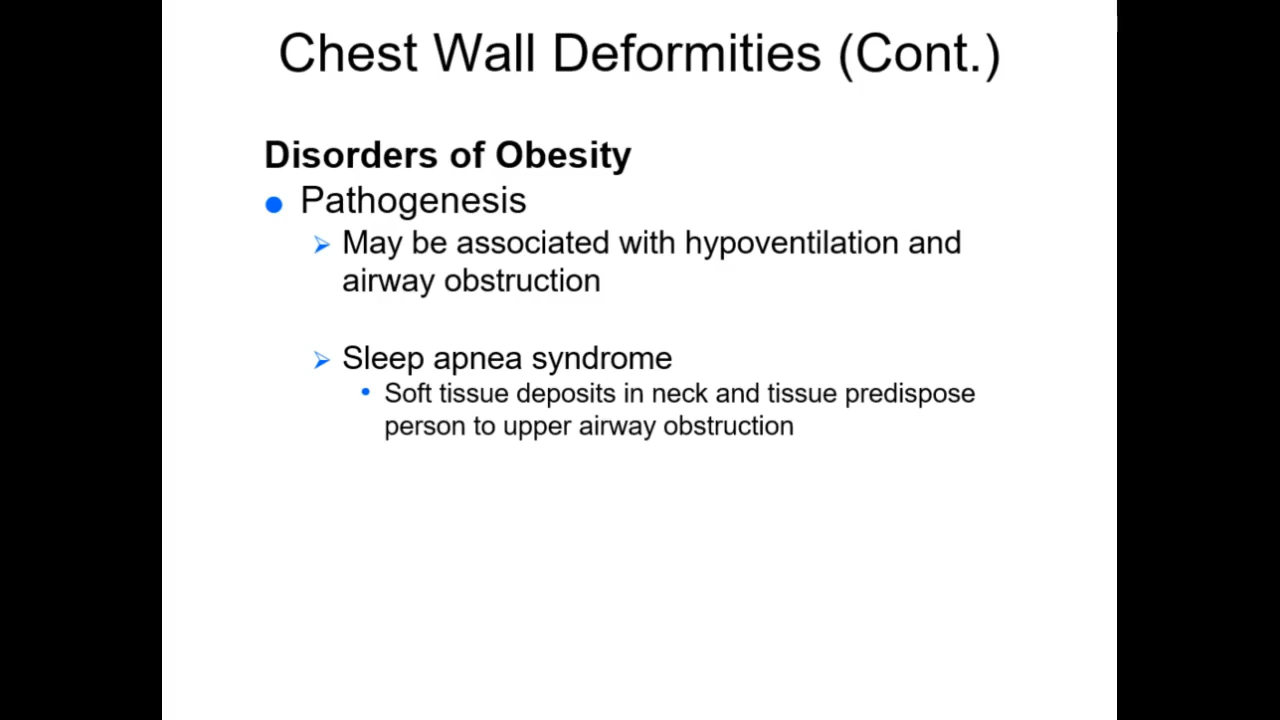 Chest Wall Deformities (Cont.)
Disorders of Obesity
Pathogenesis
May be associated with hypoventilation and
airway obstruction
Sleep apnea syndrome
Soft tissue deposits in neck and tissue predispose
person to upper airway obstruction